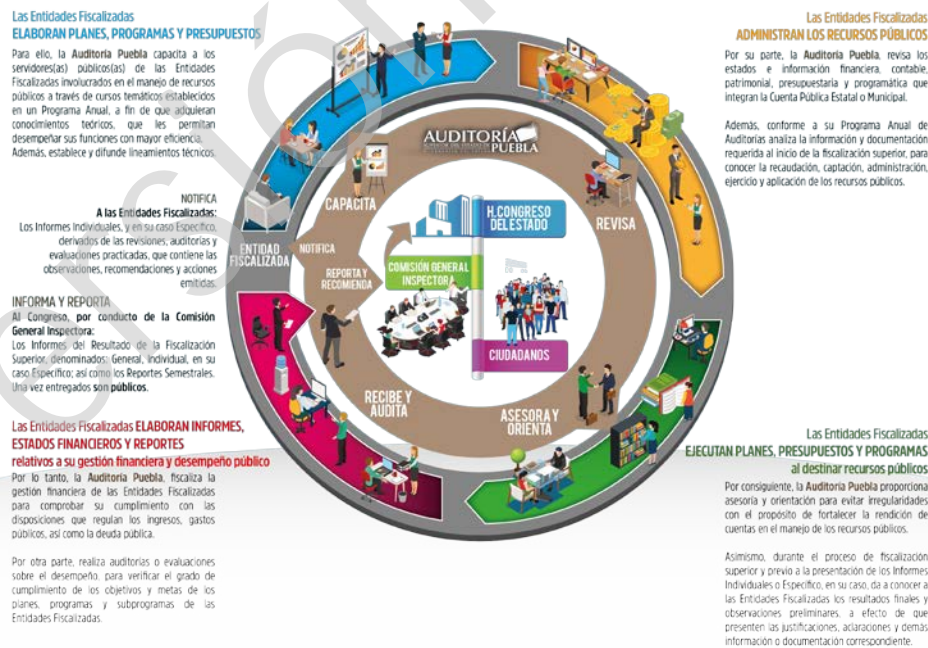 Las Entidades Fiscalizadas
ELABORAN PLANES, PROGRAMAS Y PRESUPUESTOS
Para ello, la Auditoría Puebla capacita a los
servidores(as) públicos(as) de las Entidades
Fiscalizadas involucrados en el manejo de recursos
públicos a través de cursos temáticos establecidos
en un Programa Anual, a fin de que adquieran
conocimientos teóricos, que les permitan
desempeñar sus funciones con mayor eficiencia.
Además, establece y difunde lineamientos técnicos.
NOTIFICA
A las Entidades Fiscalizadas:
Los Informes Individuales, y en su caso Específico,
derivados de las revisiones, auditorías y
evaluaciones practicadas, que contiene las
observaciones, recomendaciones y acciones
emitidas.
INFORMA Y REPORTA
Al Congreso, por conducto de la Comisión
General Inspectora:
Los Informes del Resultado de la Fiscalización
Superior, denominados: General, Individual, en su
caso Específico; así como los Reportes Semestrales.
Una vez entregados son públicos.
Las Entidades Fiscalizadas ELABORAN INFORMES,
ESTADOS FINANCIEROS Y REPORTES
relativos a su gestión financiera y desempeño público
Por lo tanto, la Auditoría Puebla, fiscaliza la
gestión financiera de las Entidades Fiscalizadas
para comprobar su cumplimiento con las
disposiciones que regulan los ingresos, gastos
públicos, así como la deuda pública.
Por otra parte, realiza auditorías o evaluaciones
sobre el desempeño, para verificar el grado de
cumplimiento de los objetivos y metas de los
planes, programas y subprogramas de las
Entidades Fiscalizadas.
AUDITORÍA
PUEBLA
CAPACITA
REVISA
ENTIDAD
FISCALIZADA
NOTIFICA
REPORTA Y
RECOMIENDA
H.CONGRESO
DEL ESTADO
COMISIÓN GENERAL
INSPECTORA
CIUDADANOS
RECIBE Y
AUDITA
ASESORA Y
ORIENTA
Las Entidades Fiscalizadas
ADMINISTRAN LOS RECURSOS PÚBLICOS
Por su parte, la Auditoría Puebla, revisa los
estados e información financiera, contable,
patrimonial, presupuestaria y programática que
integran la Cuenta Pública Estatal o Municipal.
Además, conforme a su Programa Anual de
Auditorías analiza la información y documentación
requerida al inicio de la fiscalización superior, para
conocer la recaudación, captación, administración,
ejercicio y aplicación de los recursos públicos.
Las Entidades Fiscalizadas
EJECUTAN PLANES, PRESUPUESTOS Y PROGRAMAS
al destinar recursos públicos
Por consiguiente, la Auditoría Puebla proporciona
asesoría y orientación para evitar irregularidades
con el propósito de fortalecer la rendición de
cuentas en el manejo de los recursos públicos.
Asimismo, durante el proceso de fiscalización
superior y previo a la presentación de los Informes
Individuales o Específico, en su caso, da a conocer a
las Entidades Fiscalizadas los resultados finales y
observaciones preliminares, a efecto de que
presenten las justificaciones, aclaraciones y demás
información o documentación correspondiente.